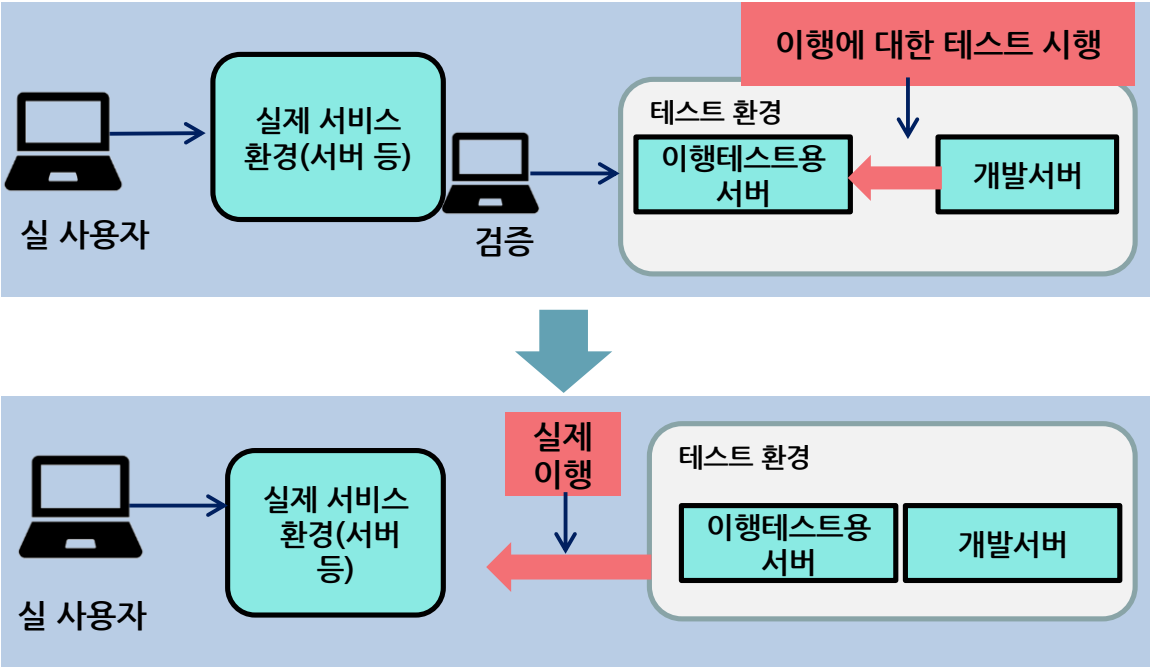 이행에 대한 테스트 시행
실제 서비스
환경(서버 등)
테스트 환경
이행테스트용
서버
개발서버
실 사용자
검증
실제
이행
테스트 환경
실제 서비스
환경(서버
등)
이행테스트용
서버
개발서버
실 사용자